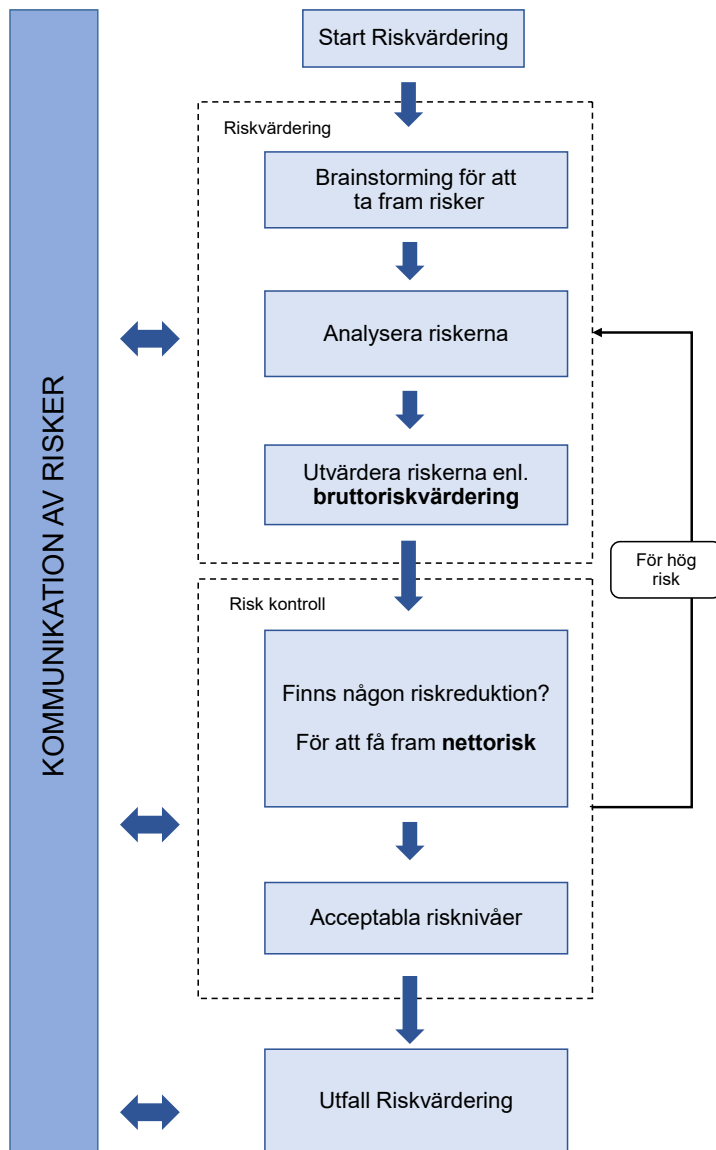 KOMMUNIKATION AV RISKER
Start Riskvärdering
Riskvärdering
Brainstorming för att
ta fram risker
Analysera riskerna
Utvärdera riskerna enl.
bruttoriskvärdering
För hög
risk
Risk kontroll
Finns någon riskreduktion?
För att få fram nettorisk
Acceptabla risknivåer
Utfall Riskvärdering